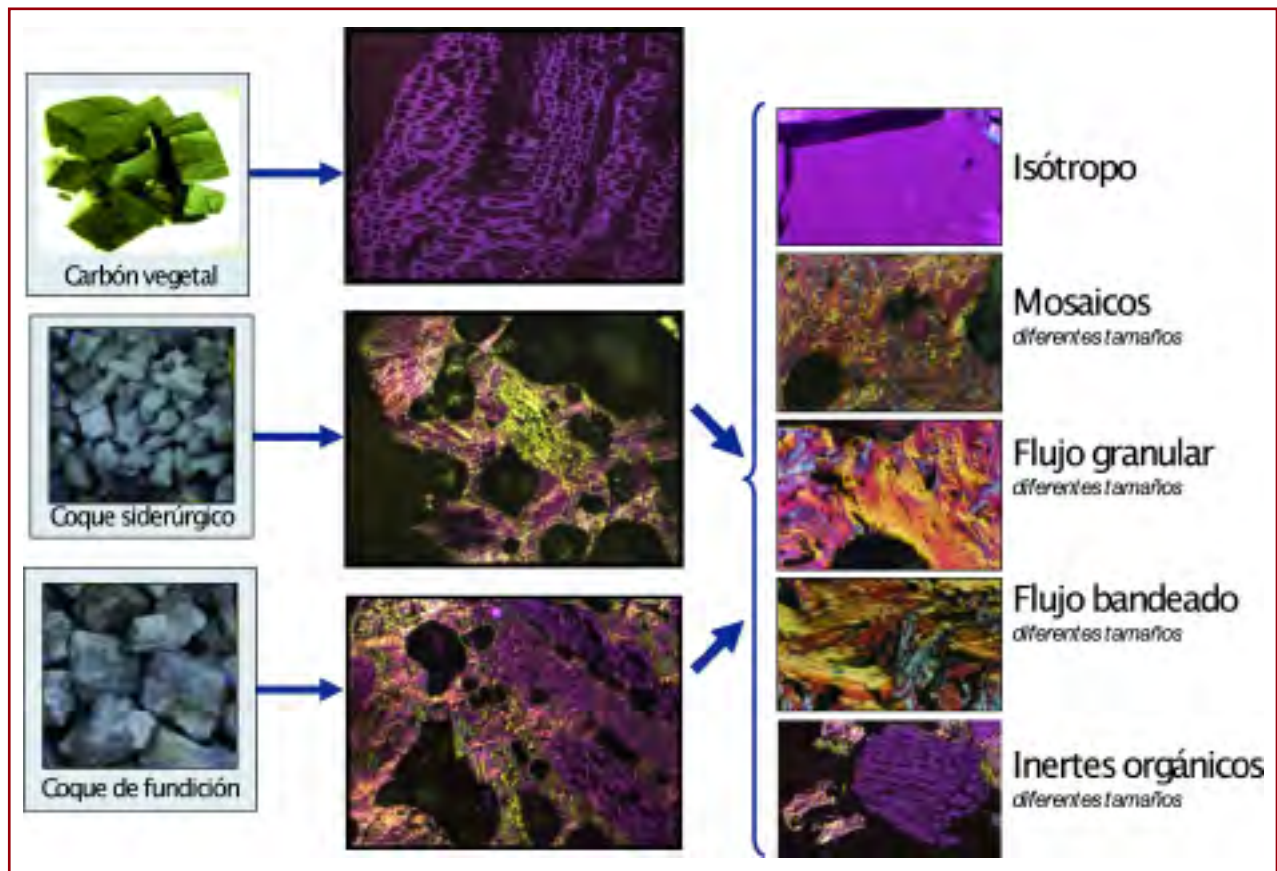 Carbón vegetal
Coque siderúrgico
Coque de fundición
Isótropo
Mosaicos
diferentes tamaños
Flujo granular
diferentes tamaños
Flujo bandeado
diferentes tamaños
Inertes orgánicos
diferentes tamaños